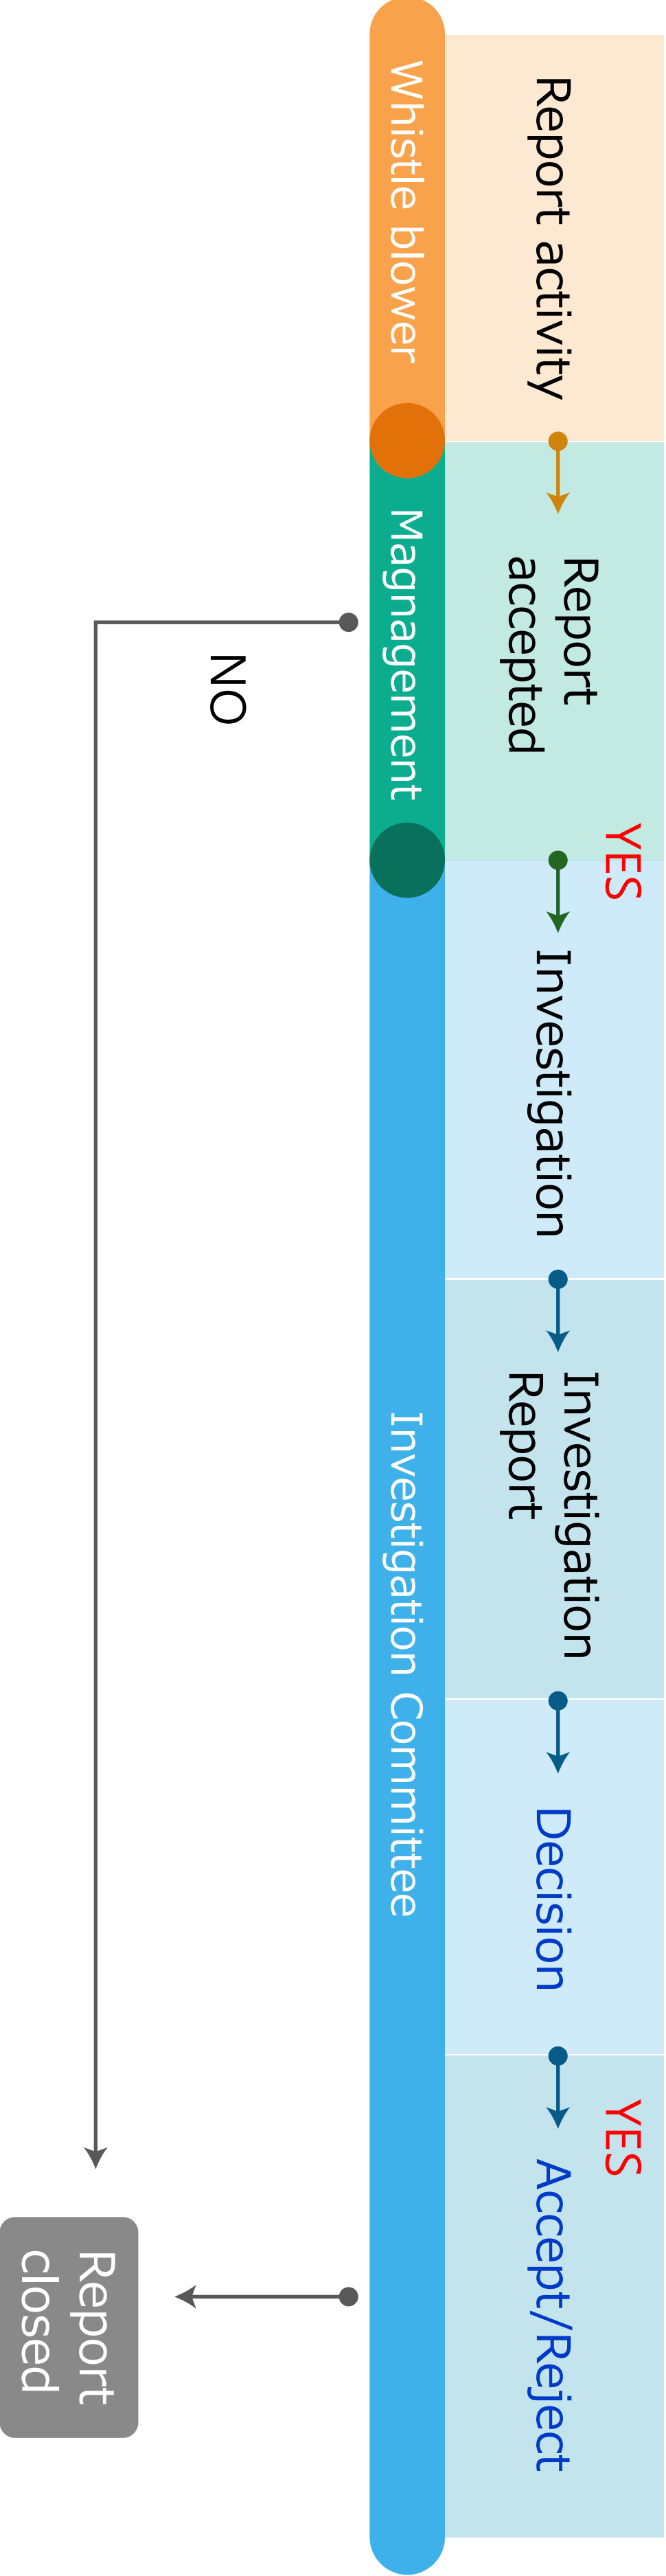 Report activity
Report
accepted
YES
Investigation
Investigation
Report
Decision
YES
Accept/Reject
Whistle blower
Magnagement
Investigation Committee
NO
Report
closed